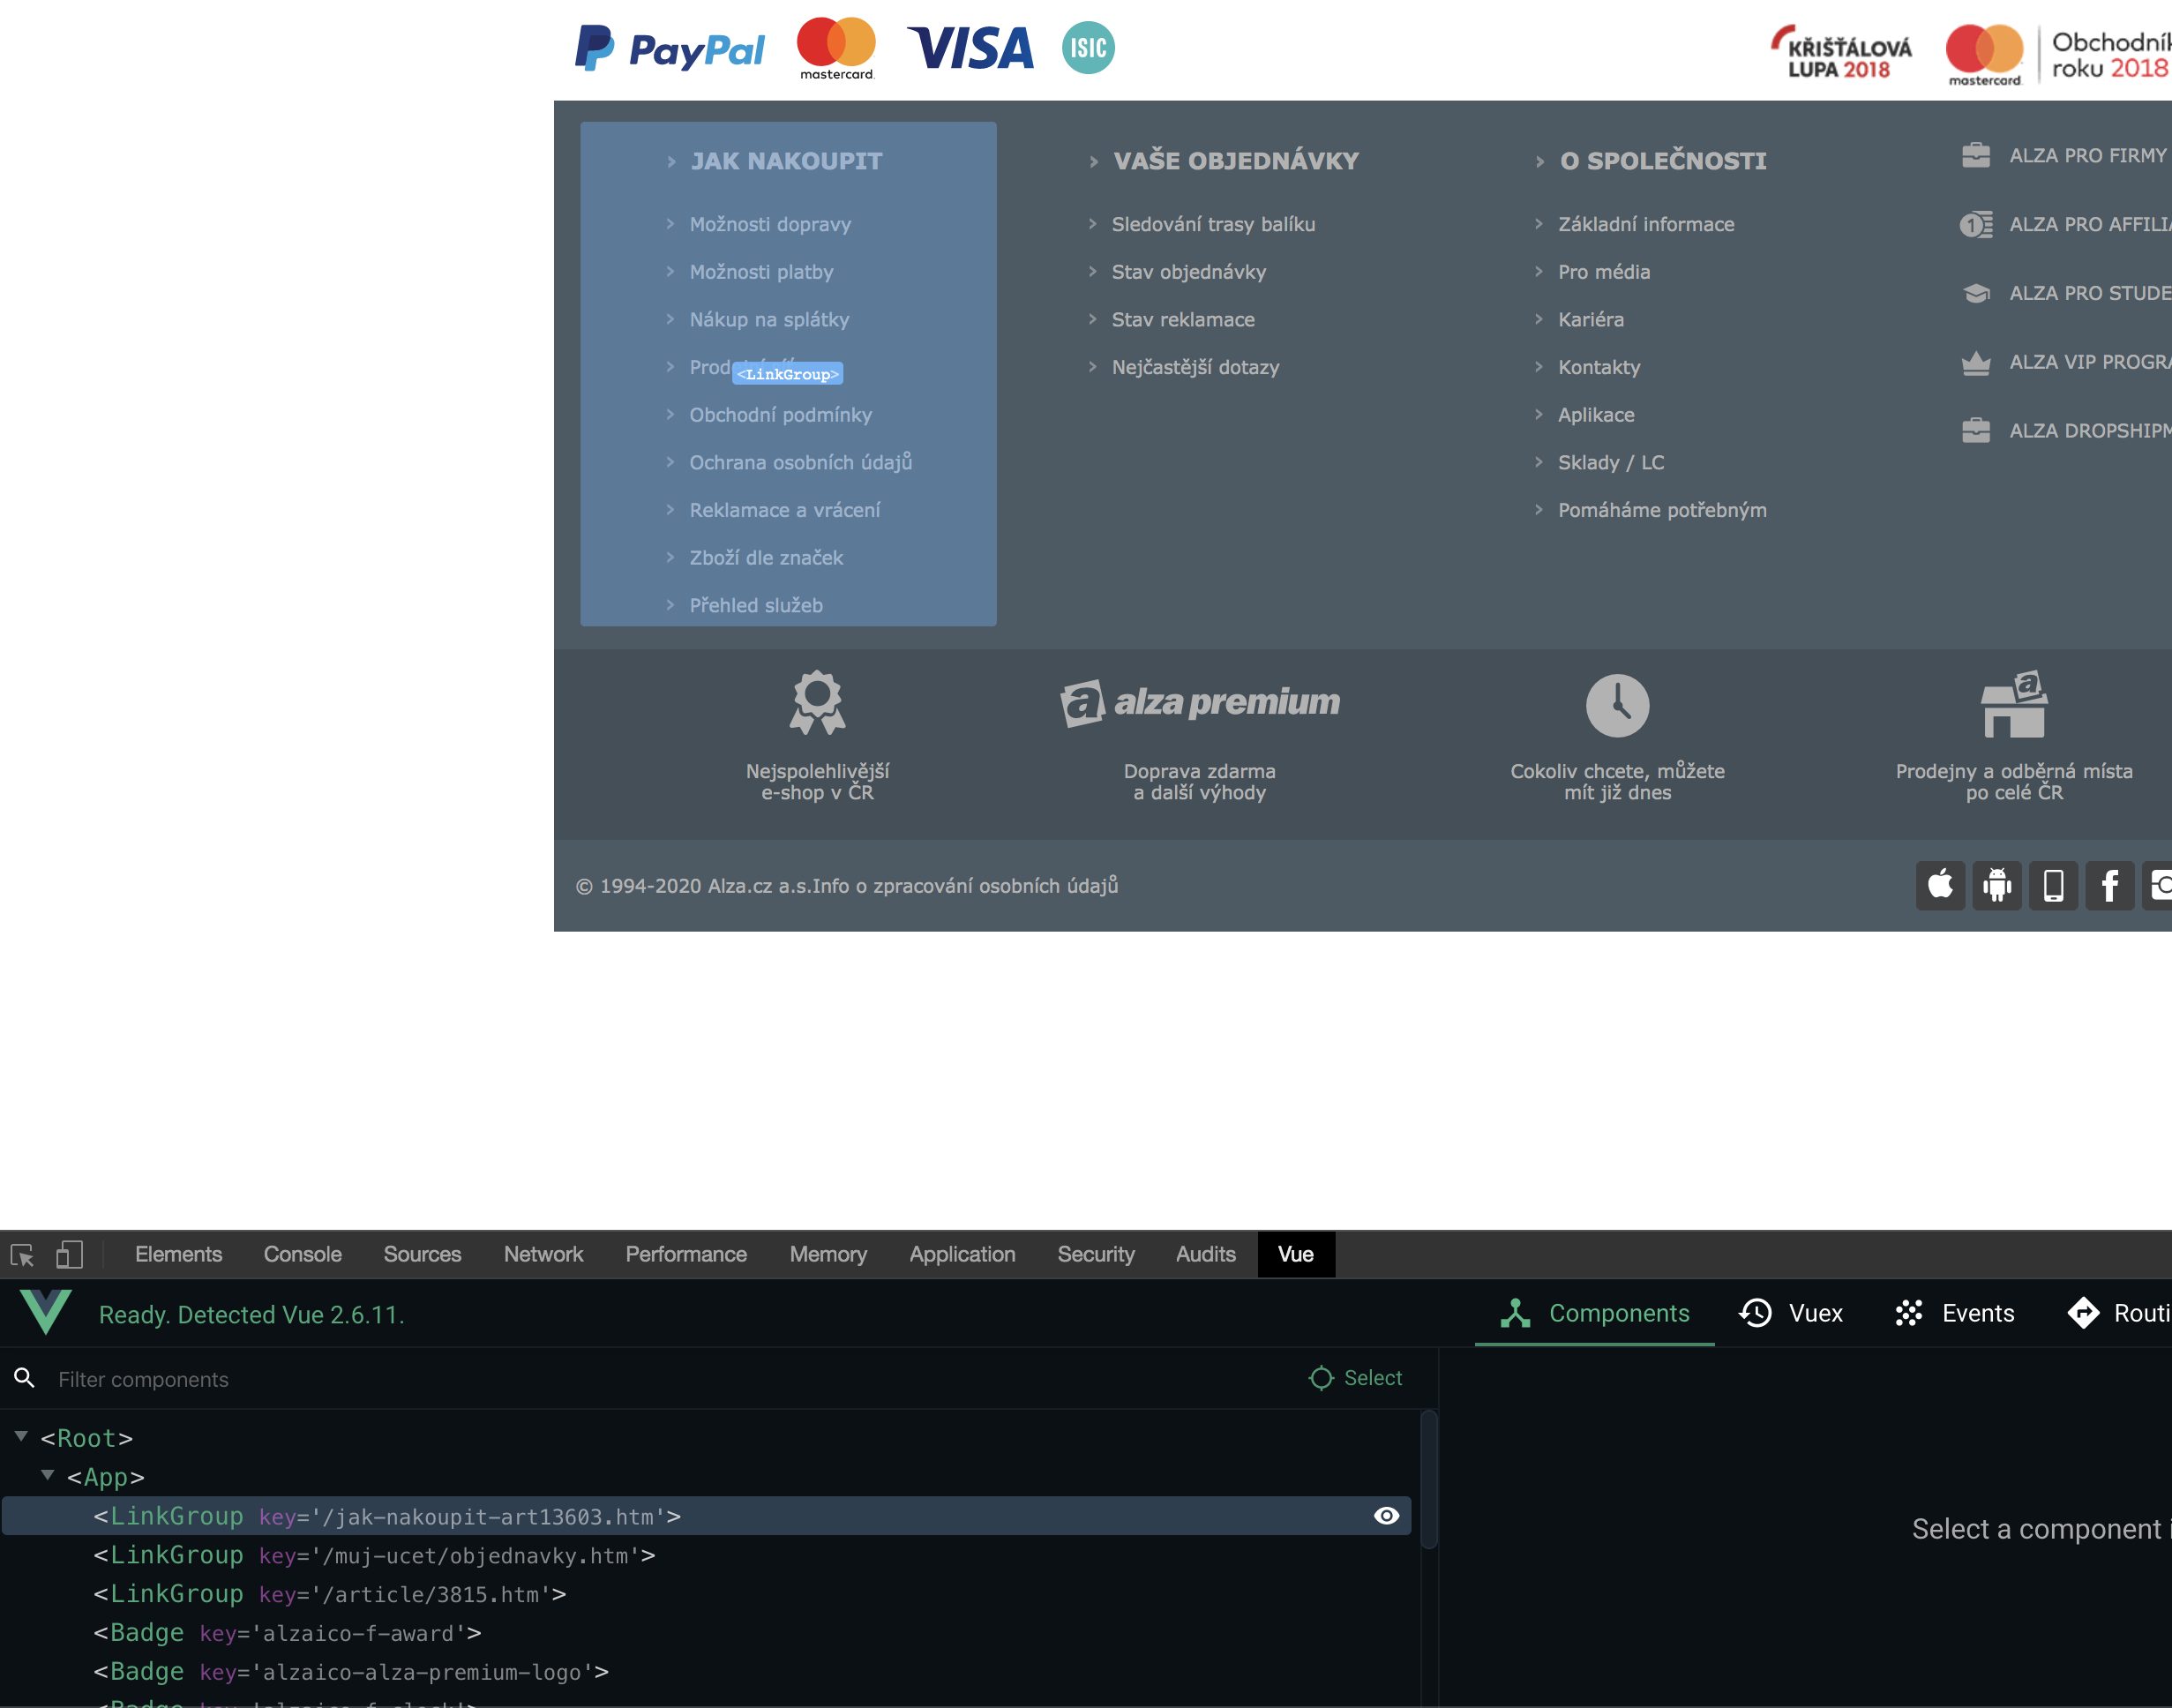 PayPal
mastercard.
VISA
ISIC
KŘIŠŤÁLOVÁ
LUPA 2018
mastercard.
Obchodník
roku 2018
JAK NAKOUPIT
Možnosti dopravy
Možnosti platby
Nákup na splátky
Prod
<LinkGroup>
Obchodní podmínky
Ochrana osobních údajů
Reklamace a vrácení
Zboží dle značek
Přehled služeb
VAŠE OBJEDNÁVKY
Sledování trasy balíku
Stav objednávky
Stav reklamace
Nejčastější dotazy
O SPOLEČNOSTI
Základní informace
Pro média
Kariéra
Kontakty
Aplikace
Sklady / LC
Pomáháme potřebným
ALZA PRO FIRMY
ALZA PRO AFFILIA
ALZA PRO STUDE
ALZA VIP PROGRA
ALZA DROPSHIPM
Nejspolehlivější
e-shop v ČR
alza premium
Doprava zdarma
a další výhody
Cokoliv chcete, můžete
mít již dnes
Prodejny a odběrná místa
po celé ČR
© 1994-2020 Alza.cz a.s.Info o zpracování osobních údajů
Elements Console Sources Network Performance Memory Application Security Audits Vue
Ready. Detected Vue 2.6.11.
Components Vuex Events Routi
Filter components
Select
<Root>
<App>
<LinkGroup key='/jak-nakoupit-art13603.htm'>
<LinkGroup key='/muj-ucet/objednavky.htm'>
<LinkGroup key='/article/3815.htm'>
<Badge key='alzaico-f-award'>
<Badge key='alzaico-alza-premium-logo'>
Select a component i